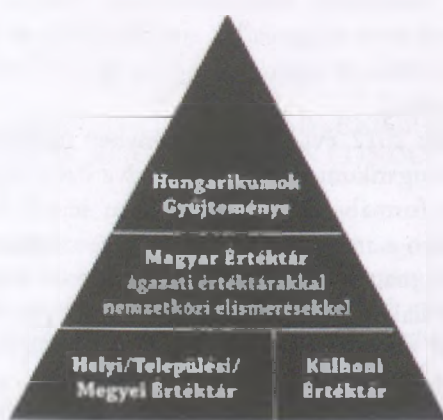 Hungarikumok
Gyűjteménye
Magyar Értéktár
ágazati értéktárakkal
nemzetközi elismerésekkel
Helyi/Települési/
Megyei Értéktár
Külhoni
Értéktár